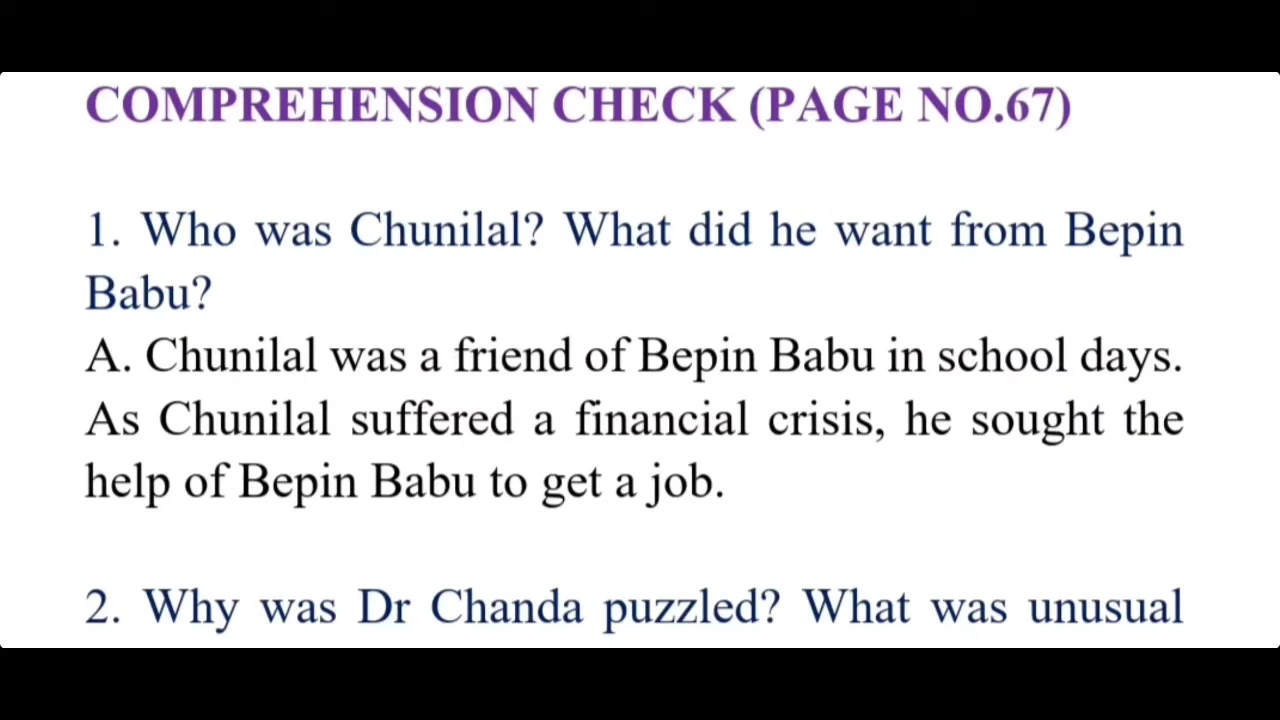 COMPREHENSION CHECK (PAGE NO.67)
1. Who was Chunilal? What did he want from Bepin
Babu?
A. Chunilal was a friend of Bepin Babu in school days.
As Chunilal suffered a financial crisis, he sought the
help of Bepin Babu to get a job.
2. Why was Dr Chanda puzzled? What was unusual